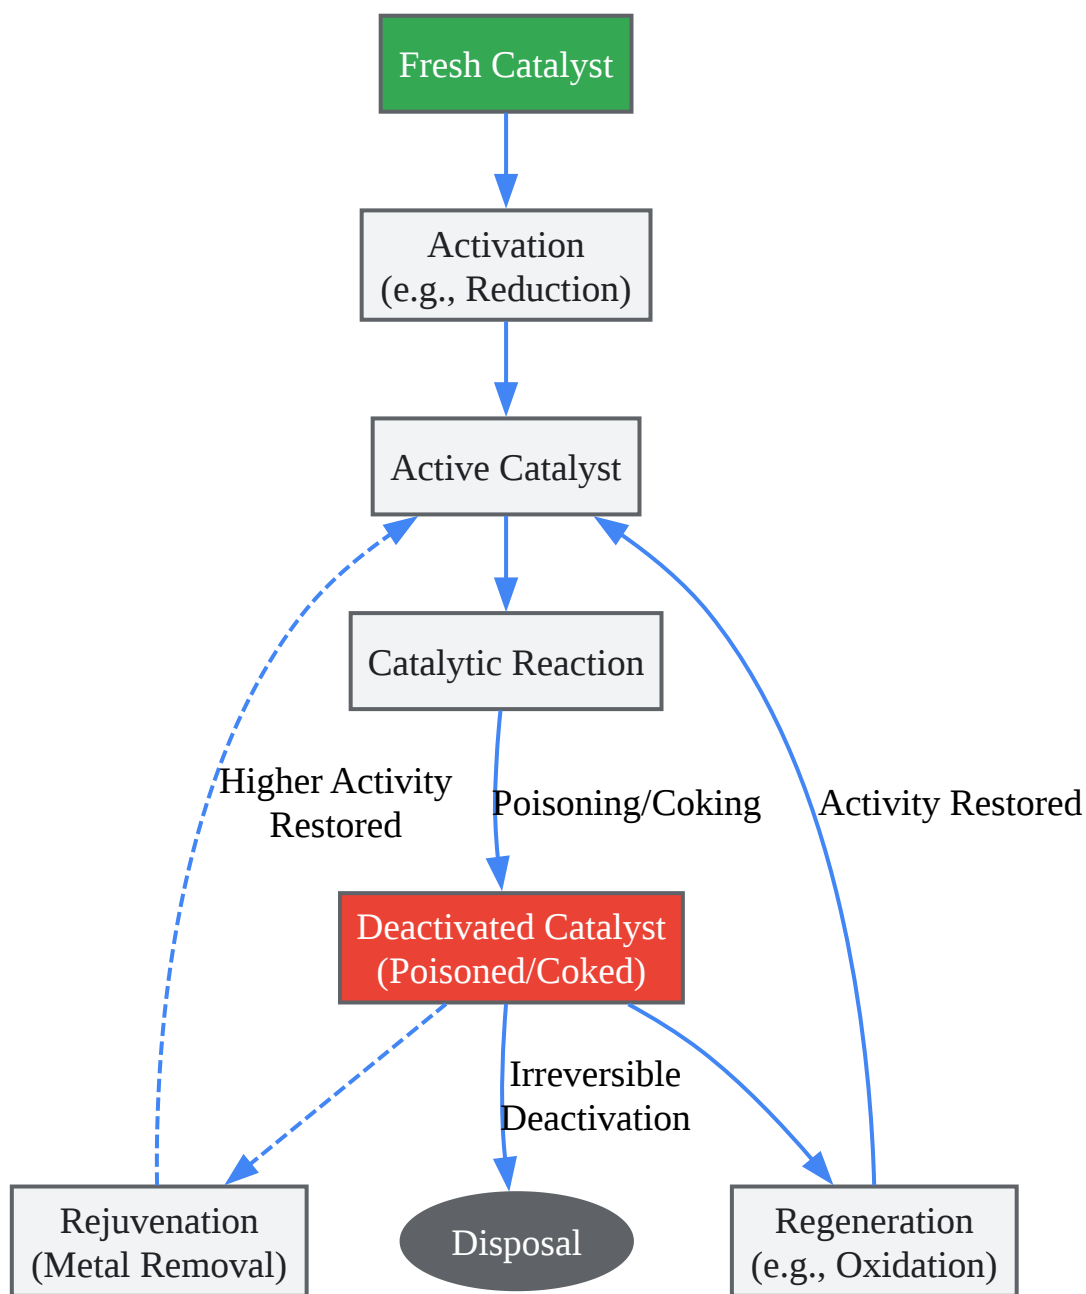 Fresh Catalyst
Activation
(e.g., Reduction)
Active Catalyst
Catalytic Reaction
Higher Activity
Restored
Poisoning/Coking
Activity Restored
Deactivated Catalyst
(Poisoned/Coked)
Irreversible
Deactivation
Rejuvenation
(Metal Removal)
Disposal
Regeneration
(e.g., Oxidation)